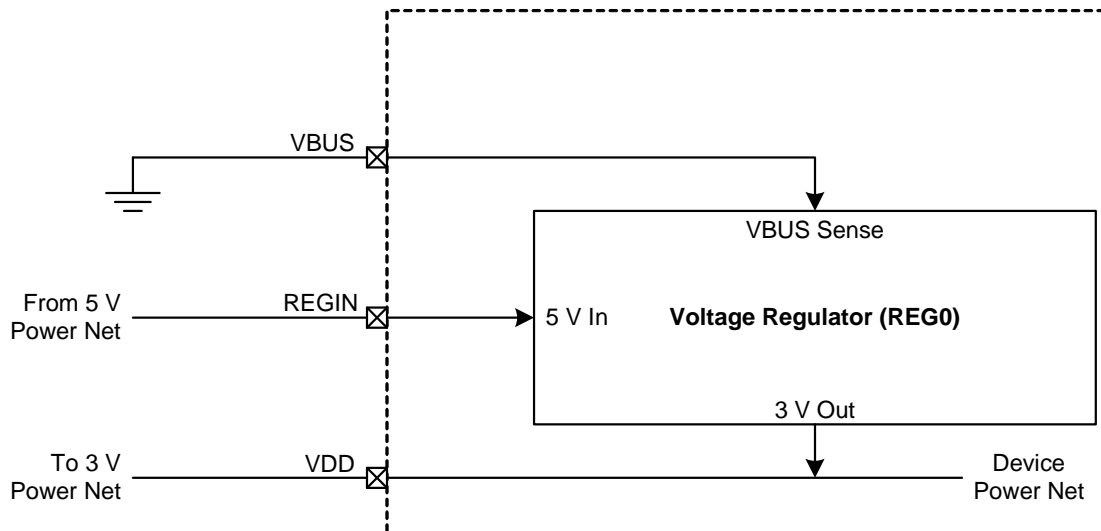 VBUS
VBUS Sense
From 5 V
Power Net
REGIN
5 V In
Voltage Regulator (REG0)
3 V Out
To 3 V
Power Net
VDD
Device
Power Net